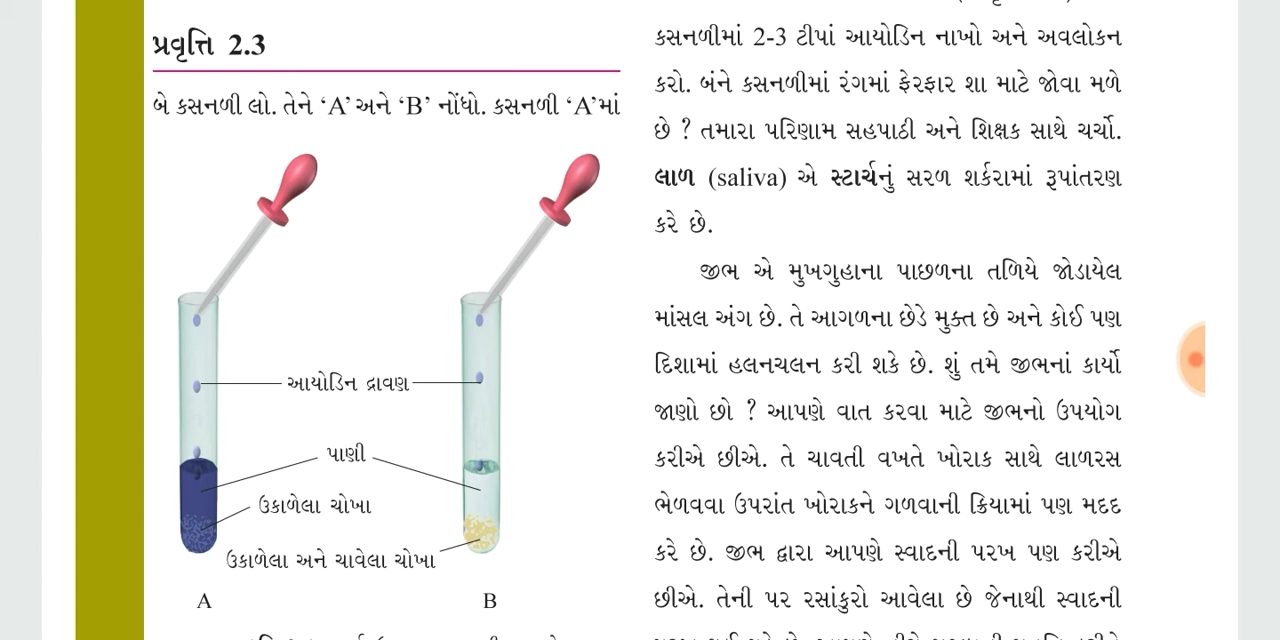 પ્રવૃત્તિ 2.3
બે કસનળી લો. તેને ‘A’ અને ‘B’ નોંધો. કસનળી ‘A’માં
આયોડિન દ્રાવણ
પાણી
ઉકાળેલા ચોખા
ઉકાળેલા અને ચાવેલા ચોખા
A
B
કસનળીમાં 2-3 ટીપાં આયોડિન નાખો અને અવલોકન
કરો. બંને કસનળીમાં રંગમાં ફેરફાર શા માટે જોવા મળે
છે ? તમારા પરિણામ સહપાઠી અને શિક્ષક સાથે ચર્ચો.
લાળ (saliva) એ સ્ટાર્ચનું સરળ શર્કરામાં રૂપાંતરણ
કરે છે.
જીભ એ મુખગુહાના પાછળના તળિયે જોડાયેલ
માંસલ અંગ છે. તે આગળના છેડે મુક્ત છે અને કોઈ પણ
દિશામાં હલનચલન કરી શકે છે. શું તમે જીભનાં કાર્યો
જાણો છો ? આપણે વાત કરવા માટે જીભનો ઉપયોગ
કરીએ છીએ. તે ચાવતી વખતે ખોરાક સાથે લાળરસ
ભેળવવા ઉપરાંત ખોરાકને ગળવાની ક્રિયામાં પણ મદદ
કરે છે. જીભ દ્વારા આપણે સ્વાદની પરખ પણ કરીએ
છીએ. તેની પર રસાંકુરો આવેલા છે જેનાથી સ્વાદની